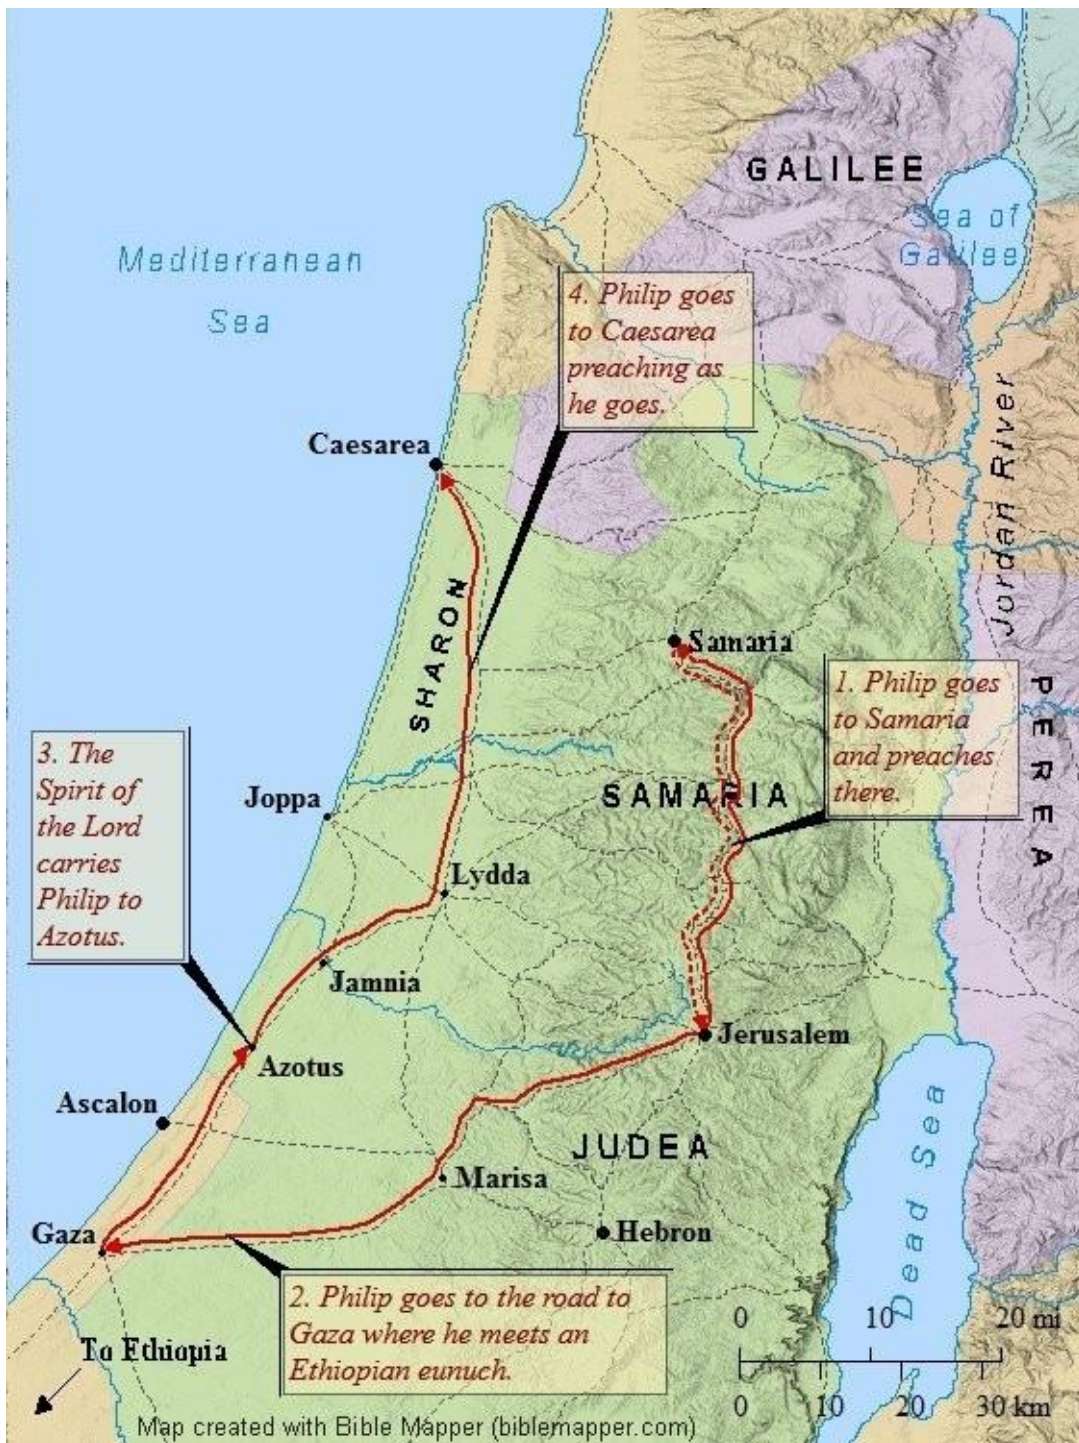 GALILEE
Sea of
Galilee
Mediterranean
Sea
4. Philip goes
to Caesarea
preaching as
he goes.
Caesarea
Jordan River
SHARON
Samaria
1. Philip goes
to Samaria
and preaches
there.
PEREA
3. The
Spirit of
the Lord
carries
Philip to
Azotus.
Joppa
SAMARIA
Lydda
Jamnia
Jerusalem
Azotus
Ascalon
JUDEA
Marisa
Dead Sea
Gaza
Hebron
2. Philip goes to the road to
Gaza where he meets an
Ethiopian eunuch.
0 10 20 mi
0 10 20 30 km
To Ethiopia
Map created with Bible Mapper (biblemapper.com)